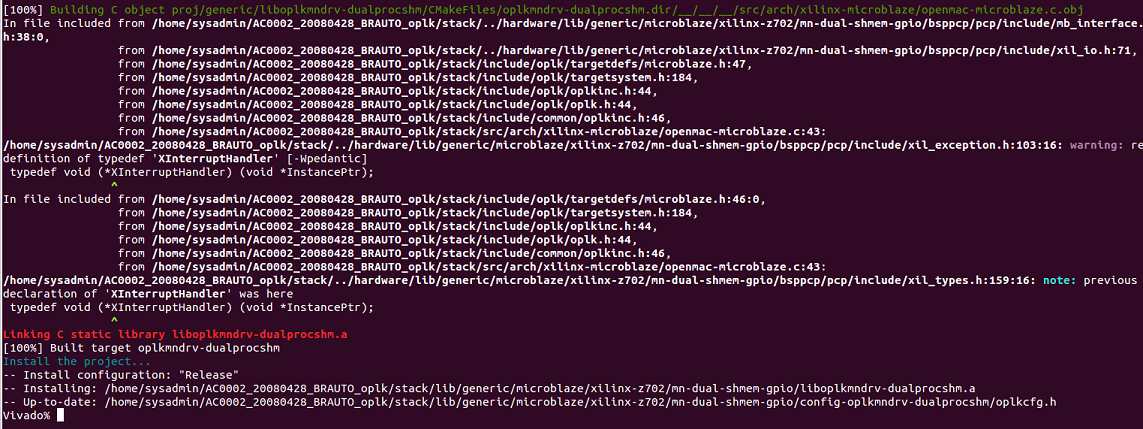 [100%] Building C object proj/generic/liboplkmndrv-dualprocshm/CMakeFiles/oplkmndrv-dualprocshm.dir/__/__/__/src/arch/xilinx-microblaze/openmac-microblaze.c.obj
In file included from /home/sysadmin/AC0002_20080428_BRAUTO_oplk/stack/../hardware/lib/generic/microblaze/xilinx-z702/mn-dual-shmem-gpio/bsppcp/pcp/include/mb_interface.
h:38:0,
from /home/sysadmin/AC0002_20080428_BRAUTO_oplk/stack/../hardware/lib/generic/microblaze/xilinx-z702/mn-dual-shmem-gpio/bsppcp/pcp/include/xil_io.h:71,
from /home/sysadmin/AC0002_20080428_BRAUTO_oplk/stack/include/oplk/targetdefs/microblaze.h:47,
from /home/sysadmin/AC0002_20080428_BRAUTO_oplk/stack/include/oplk/targetsystem.h:184,
from /home/sysadmin/AC0002_20080428_BRAUTO_oplk/stack/include/oplk/oplkinc.h:44,
from /home/sysadmin/AC0002_20080428_BRAUTO_oplk/stack/include/oplk/oplk.h:44,
from /home/sysadmin/AC0002_20080428_BRAUTO_oplk/stack/include/common/oplkinc.h:46,
from /home/sysadmin/AC0002_20080428_BRAUTO_oplk/stack/src/arch/xilinx-microblaze/openmac-microblaze.c:43:
/home/sysadmin/AC0002_20080428_BRAUTO_oplk/stack/../hardware/lib/generic/microblaze/xilinx-z702/mn-dual-shmem-gpio/bsppcp/pcp/include/xil_exception.h:103:16: warning: re
definition of typedef 'XInterruptHandler' [-Wpedantic]
typedef void (*XInterruptHandler) (void *InstancePtr);
^
In file included from /home/sysadmin/AC0002_20080428_BRAUTO_oplk/stack/include/oplk/targetdefs/microblaze.h:46:0,
from /home/sysadmin/AC0002_20080428_BRAUTO_oplk/stack/include/oplk/targetsystem.h:184,
from /home/sysadmin/AC0002_20080428_BRAUTO_oplk/stack/include/oplk/oplkinc.h:44,
from /home/sysadmin/AC0002_20080428_BRAUTO_oplk/stack/include/oplk/oplk.h:44,
from /home/sysadmin/AC0002_20080428_BRAUTO_oplk/stack/include/common/oplkinc.h:46,
from /home/sysadmin/AC0002_20080428_BRAUTO_oplk/stack/src/arch/xilinx-microblaze/openmac-microblaze.c:43:
/home/sysadmin/AC0002_20080428_BRAUTO_oplk/stack/../hardware/lib/generic/microblaze/xilinx-z702/mn-dual-shmem-gpio/bsppcp/pcp/include/xil_types.h:159:16: note: previous
declaration of 'XInterruptHandler' was here
typedef void (*XInterruptHandler) (void *InstancePtr);
^
Linking C static library liboplkmndrv-dualprocshm.a
[100%] Built target oplkmndrv-dualprocshm
Install the project...
-- Install configuration: "Release"
-- Installing: /home/sysadmin/AC0002_20080428_BRAUTO_oplk/stack/lib/generic/microblaze/xilinx-z702/mn-dual-shmem-gpio/liboplkmndrv-dualprocshm.a
-- Up-to-date: /home/sysadmin/AC0002_20080428_BRAUTO_oplk/stack/lib/generic/microblaze/xilinx-z702/mn-dual-shmem-gpio/config-oplkmndrv-dualprocshm/oplkcfg.h
Vivado%